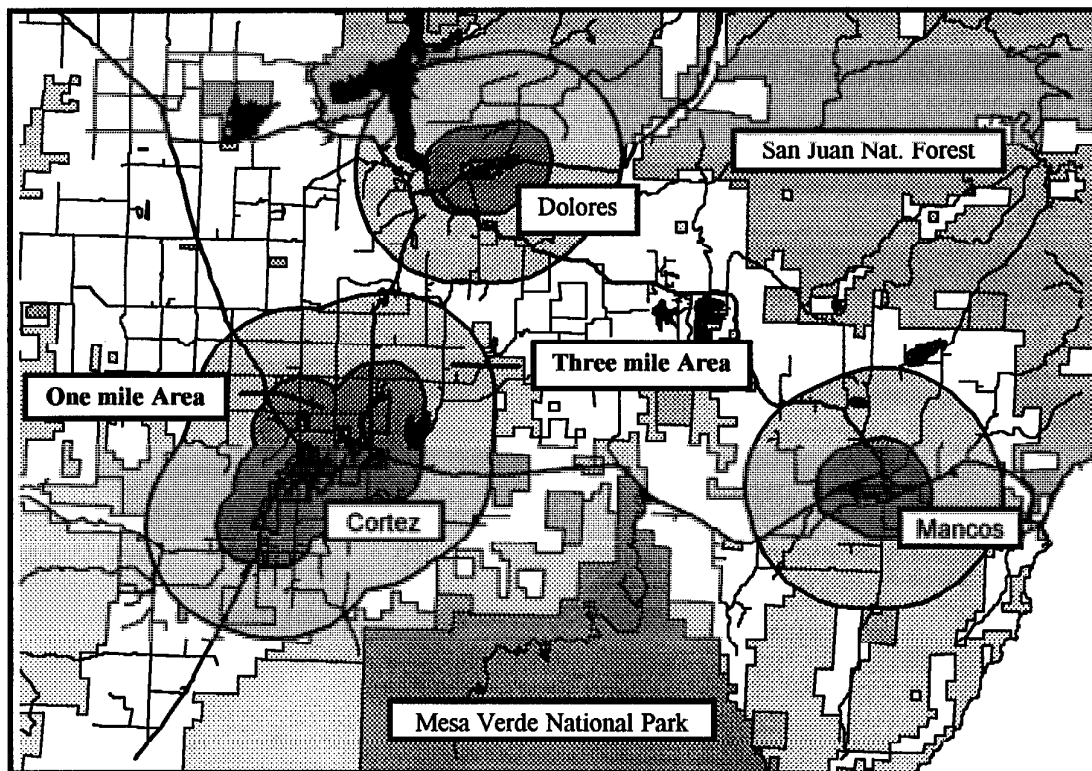 San Juan Nat. Forest
Dolores
Three mile Area
One mile Area
Cortez
Mancos
Mesa Verde National Park